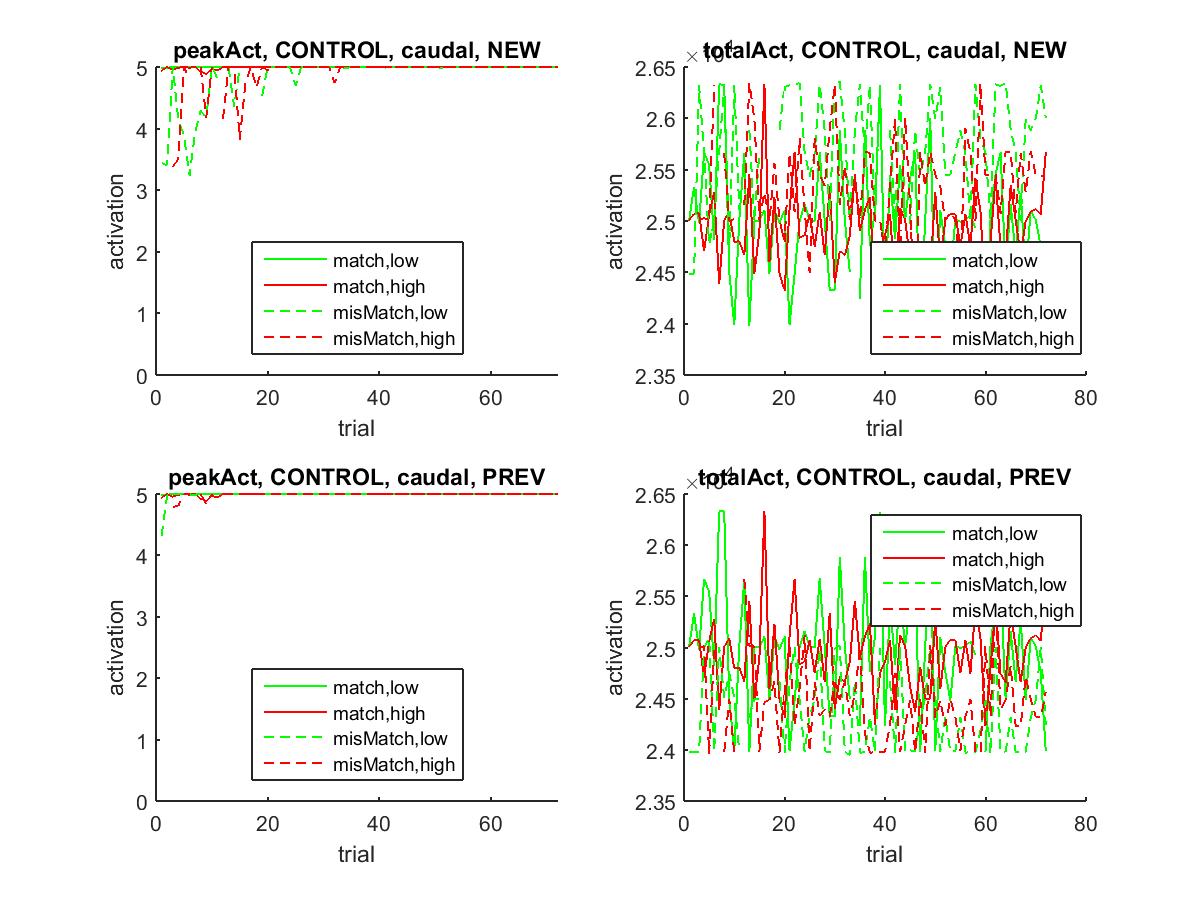 peakAct, CONTROL, caudal, NEW
5
4
3
2
1
0
activation
0 20 40 60
trial
match,low
match,high
misMatch,low
misMatch,high
× 10^4
totalAct, CONTROL, caudal, NEW
2.65
2.6
2.55
2.5
2.45
2.4
2.35
activation
0 20 40 60 80
trial
match,low
match,high
misMatch,low
misMatch,high
peakAct, CONTROL, caudal, PREV
5
4
3
2
1
0
activation
0 20 40 60
trial
match,low
match,high
misMatch,low
misMatch,high
× 10^4
totalAct, CONTROL, caudal, PREV
2.65
2.6
2.55
2.5
2.45
2.4
2.35
activation
0 20 40 60 80
trial
match,low
match,high
misMatch,low
misMatch,high